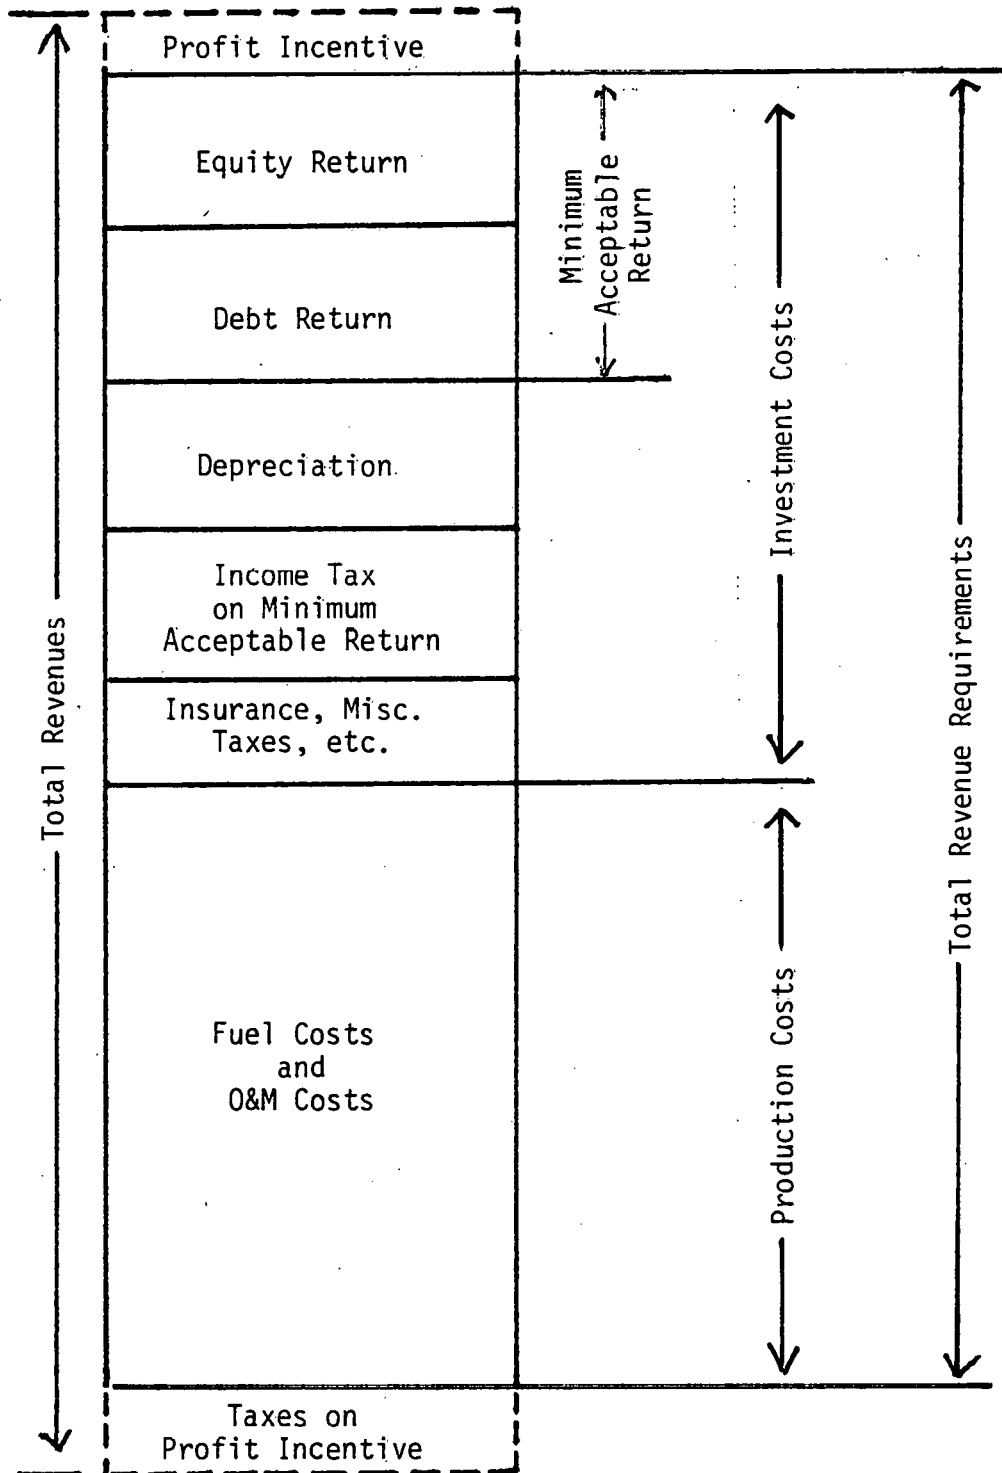 Profit Incentive
Equity Return
Debt Return
Depreciation
Income Tax
on Minimum
Acceptable Return
Insurance, Misc.
Taxes, etc.
Fuel Costs
and
O&M Costs
Taxes on
Profit Incentive
Total Revenues
Minimum
Acceptable
Return
Investment Costs
Production Costs
Total Revenue Requirements